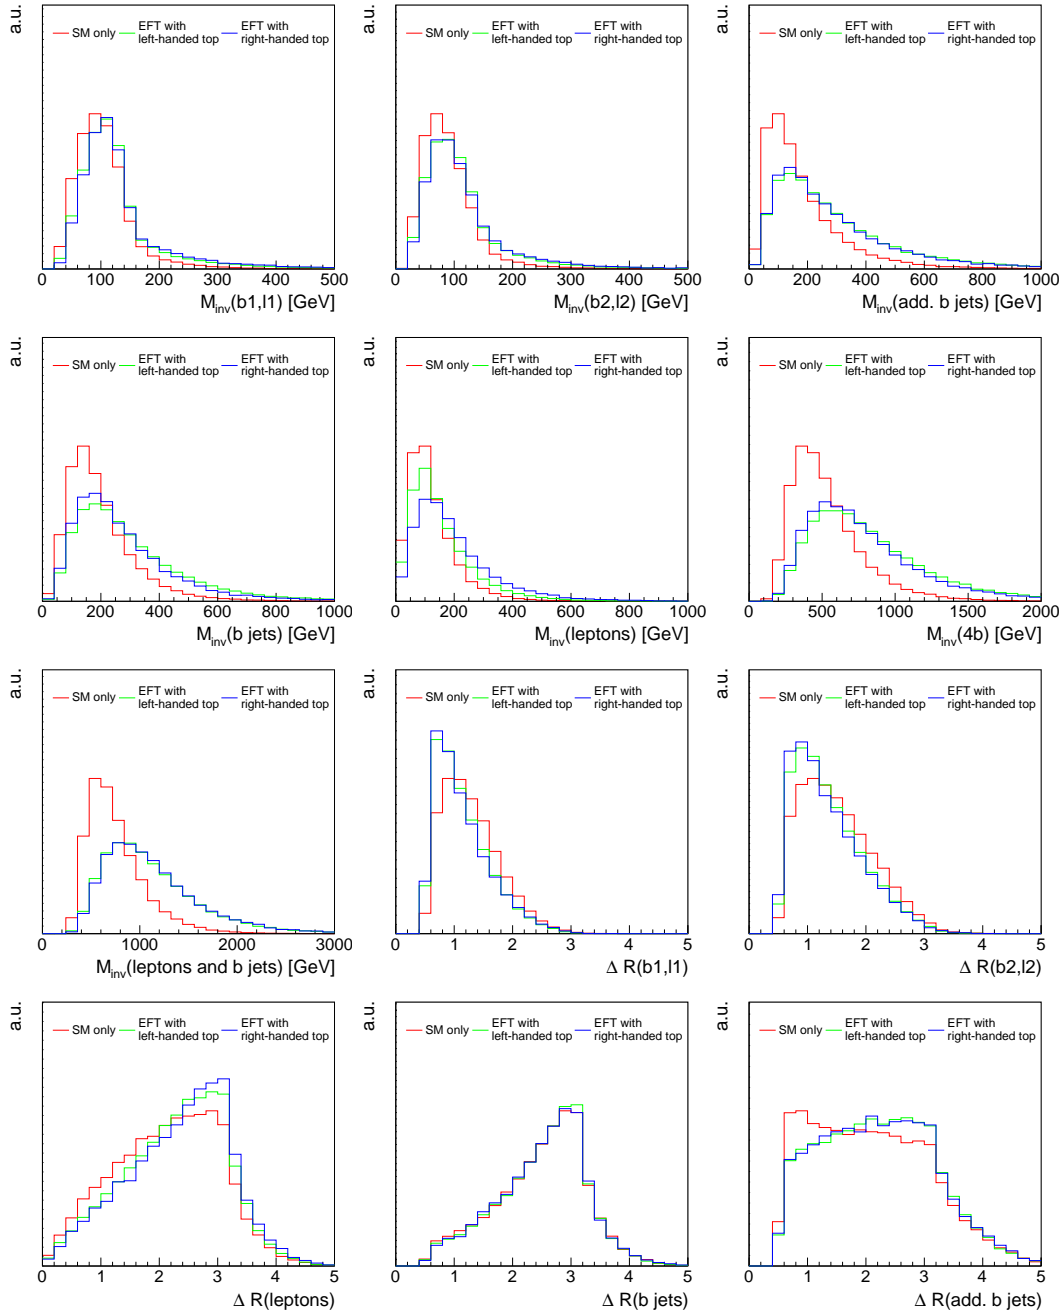 a.u.
SM only
EFT with
left-handed top
EFT with
right-handed top
0 100 200 300 400 500
M_inv(b1,l1) [GeV]
a.u.
SM only
EFT with
left-handed top
EFT with
right-handed top
0 100 200 300 400 500
M_inv(b2,l2) [GeV]
a.u.
SM only
EFT with
left-handed top
EFT with
right-handed top
0 200 400 600 800 1000
M_inv(add. b jets) [GeV]
a.u.
SM only
EFT with
left-handed top
EFT with
right-handed top
0 200 400 600 800 1000
M_inv(b jets) [GeV]
a.u.
SM only
EFT with
left-handed top
EFT with
right-handed top
0 200 400 600 800 1000
M_inv(leptons) [GeV]
a.u.
SM only
EFT with
left-handed top
EFT with
right-handed top
0 500 1000 1500 2000
M_inv(4b) [GeV]
a.u.
SM only
EFT with
left-handed top
EFT with
right-handed top
0 1000 2000 3000
M_inv(leptons and b jets) [GeV]
a.u.
SM only
EFT with
left-handed top
EFT with
right-handed top
0 1 2 3 4 5
Δ R(b1,l1)
a.u.
SM only
EFT with
left-handed top
EFT with
right-handed top
0 1 2 3 4 5
Δ R(b2,l2)
a.u.
SM only
EFT with
left-handed top
EFT with
right-handed top
0 1 2 3 4 5
Δ R(leptons)
a.u.
SM only
EFT with
left-handed top
EFT with
right-handed top
0 1 2 3 4 5
Δ R(b jets)
a.u.
SM only
EFT with
left-handed top
EFT with
right-handed top
0 1 2 3 4 5
Δ R(add. b jets)